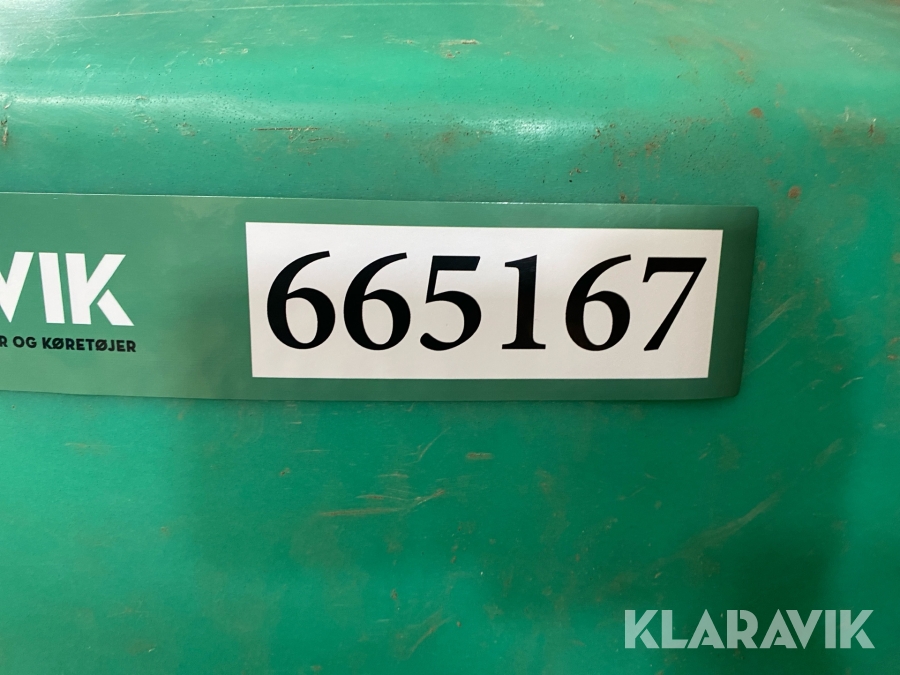 VIK
R OG KØRETØJER
665167
KLARAVIK